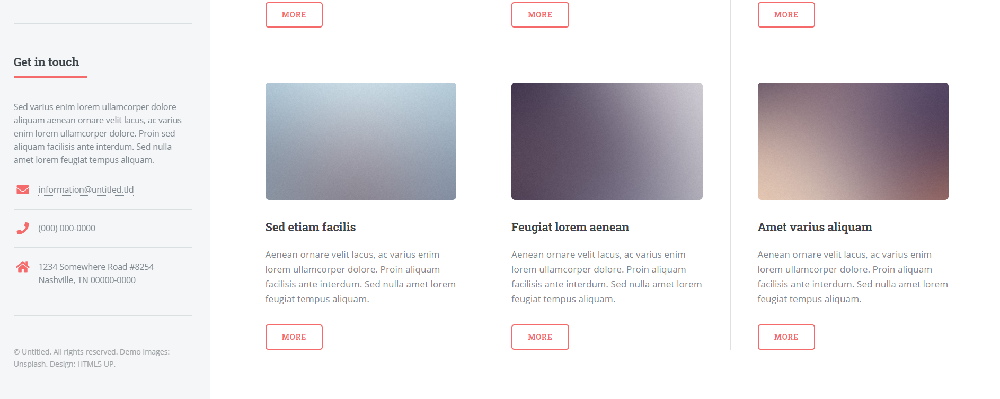 MORE
MORE
MORE
Get in touch
Sed varius enim lorem ullamcorper dolore
aliquam aenean ornare velit lacus, ac varius
enim lorem ullamcorper dolore. Proin sed
aliquam facilisis ante interdum. Sed nulla
amet lorem feugiat tempus aliquam.
information@untitled.tld
(000) 000-0000
1234 Somewhere Road #8254
Nashville, TN 00000-0000
© Untitled. All rights reserved. Demo Images:
Unsplash. Design: HTML5 UP.
Sed etiam facilis
Aenean ornare velit lacus, ac varius enim
lorem ullamcorper dolore. Proin aliquam
facilisis ante interdum. Sed nulla amet lorem
feugiat tempus aliquam.
MORE
Feugiat lorem aenean
Aenean ornare velit lacus, ac varius enim
lorem ullamcorper dolore. Proin aliquam
facilisis ante interdum. Sed nulla amet lorem
feugiat tempus aliquam.
MORE
Amet varius aliquam
Aenean ornare velit lacus, ac varius enim
lorem ullamcorper dolore. Proin aliquam
facilisis ante interdum. Sed nulla amet lorem
feugiat tempus aliquam.
MORE